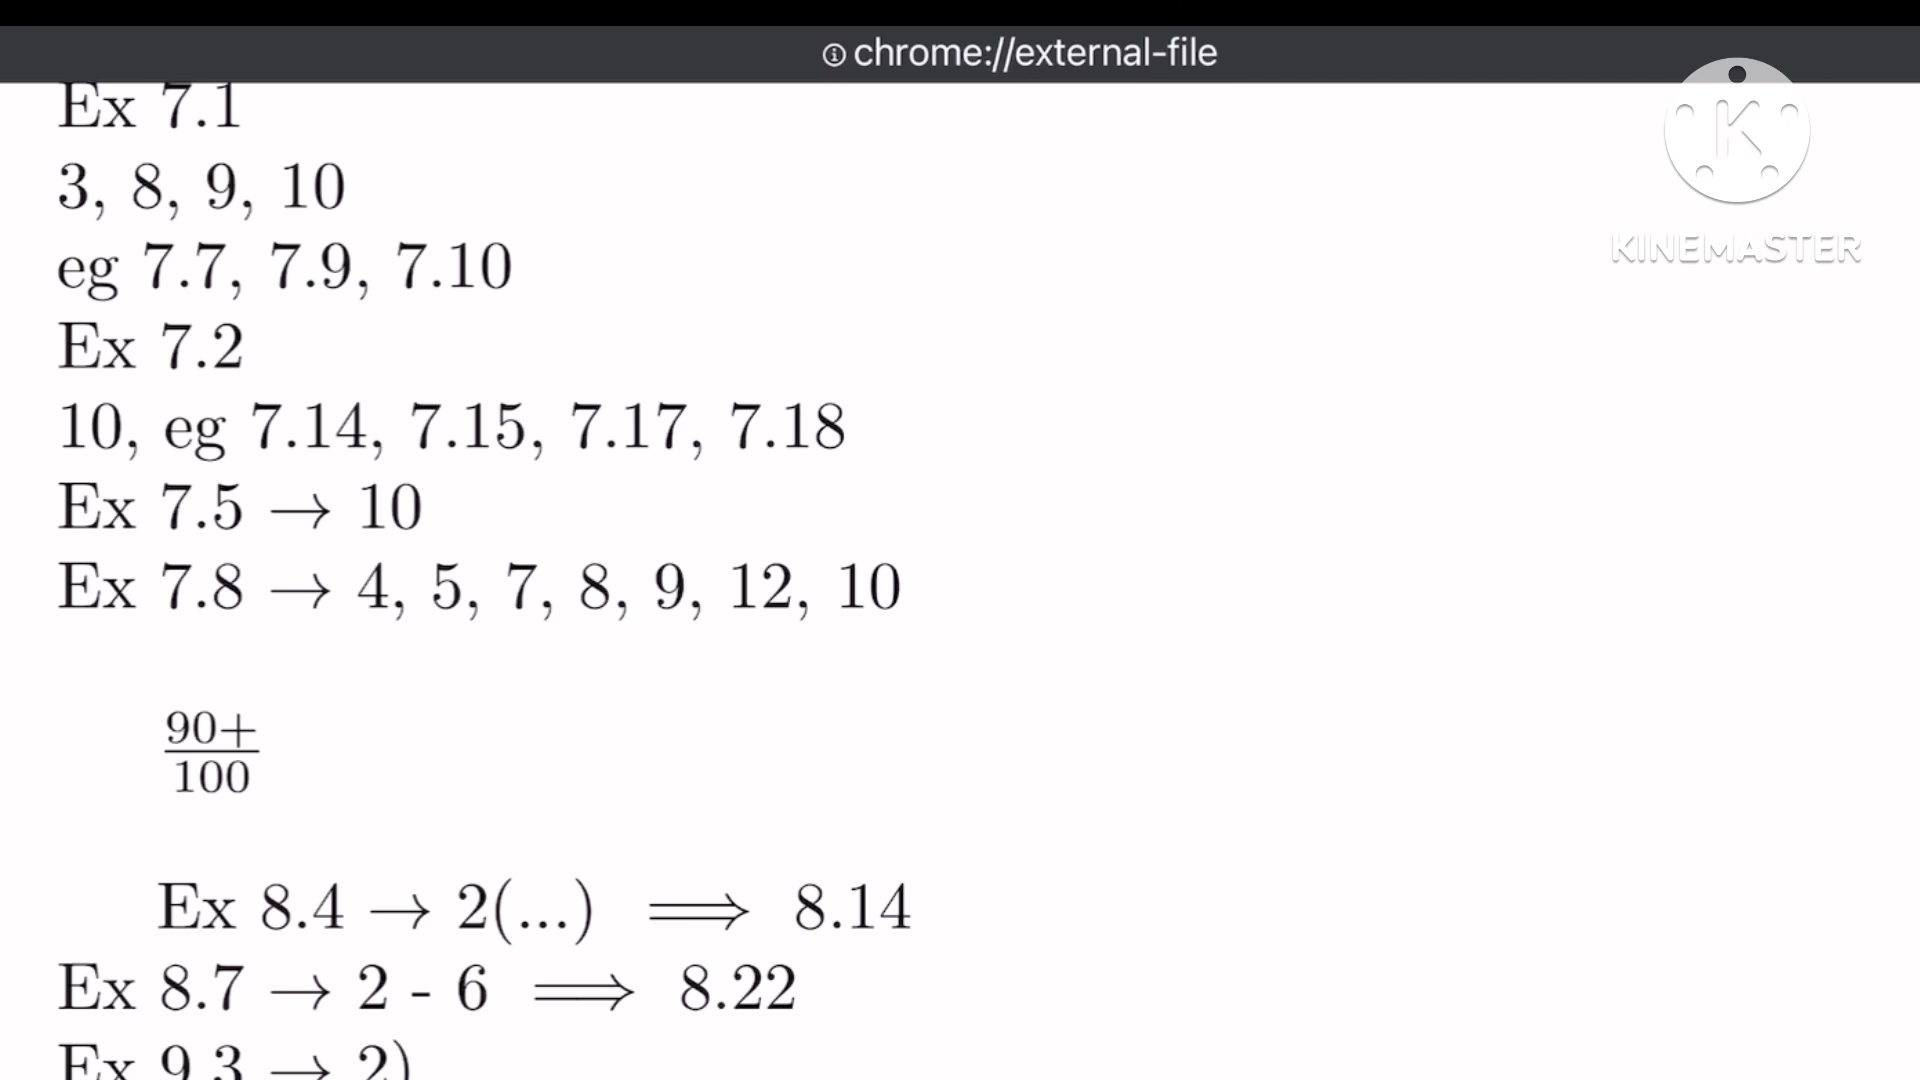 chrome://external-file
Ex 7.1
3, 8, 9, 10
eg 7.7, 7.9, 7.10
Ex 7.2
10, eg 7.14, 7.15, 7.17, 7.18
Ex 7.5 → 10
Ex 7.8 → 4, 5, 7, 8, 9, 12, 10
90+
100
Ex 8.4 → 2(...) ⟹ 8.14
Ex 8.7 → 2 - 6 ⟹ 8.22
Ex 9.3 → 2)
K
KINEMASTER